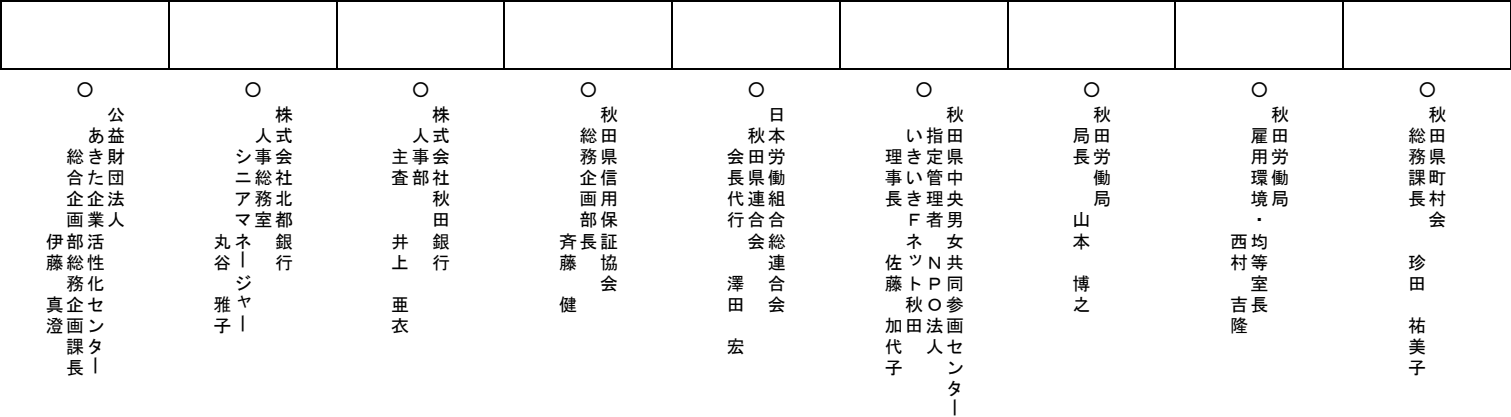 ○
秋田県町村会
総務課長　珍田　祐美子
○
秋田労働局
雇用環境・均等室長
西村　吉隆
○
秋田労働局
局長　山本　博之
○
秋田県中央男女共同参画センター
指定管理者　ＮＰＯ法人
いきいきＦネット秋田
理事長　佐藤　加代子
○
日本労働組合総連合会
秋田県連合会
会長代行　澤田　宏
○
秋田県信用保証協会
総務企画部長
斉藤　健
○
株式会社秋田銀行
人事部
主査　井上　亜衣
○
株式会社北都銀行
人事総務室
シニアマネージャー
丸谷　雅子
○
公益財団法人
あきた企業活性化センター
総合企画部総務企画課長
伊藤　真澄